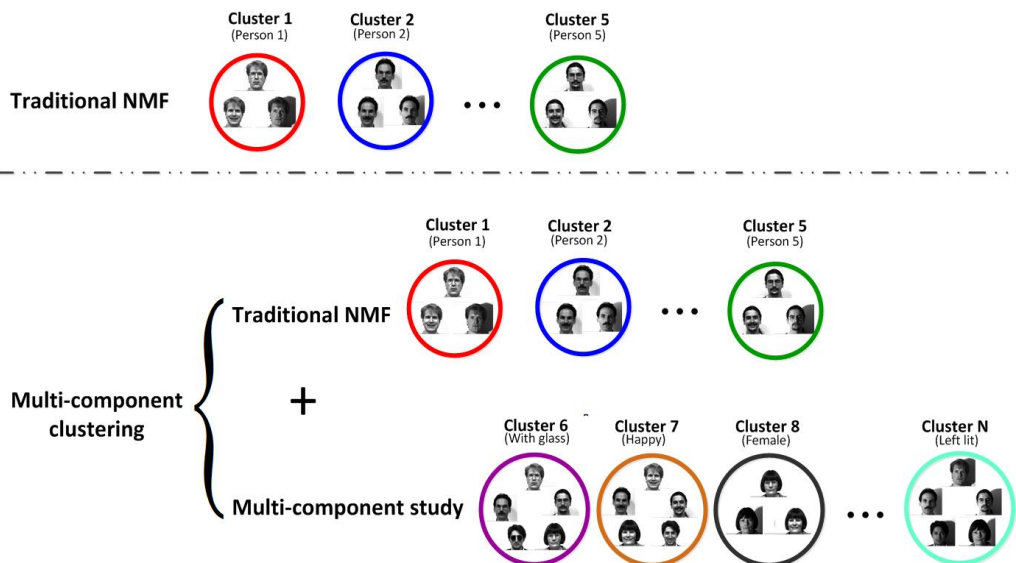 Cluster 1
(Person 1)
Cluster 2
(Person 2)
Cluster 5
(Person 5)
Traditional NMF
Cluster 1
(Person 1)
Cluster 2
(Person 2)
Cluster 5
(Person 5)
Traditional NMF
Multi-component
clustering
+
Cluster 6
(With glass)
Cluster 7
(Happy)
Cluster 8
(Female)
Cluster N
(Left lit)
Multi-component study